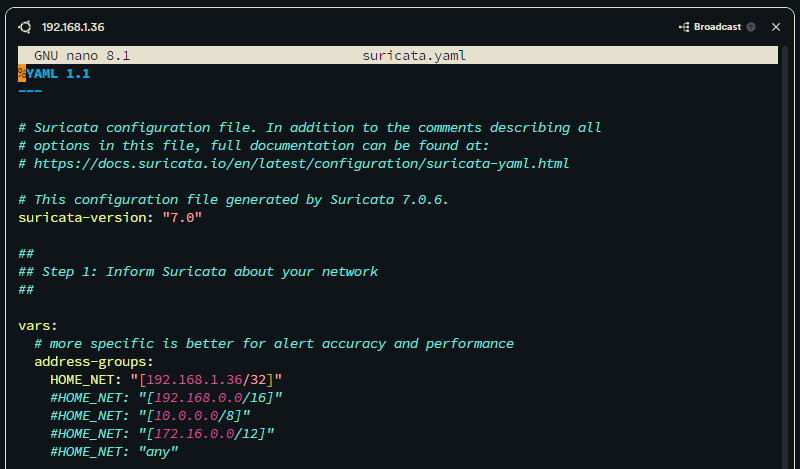 192.168.1.36
Broadcast
GNU nano 8.1 suricata.yaml
%YAML 1.1
---
# Suricata configuration file. In addition to the comments describing all
# options in this file, full documentation can be found at:
# https://docs.suricata.io/en/latest/configuration/suricata-yaml.html
# This configuration file generated by Suricata 7.0.6.
suricata-version: "7.0"
##
## Step 1: Inform Suricata about your network
##
vars:
# more specific is better for alert accuracy and performance
address-groups:
HOME_NET: "[192.168.1.36/32]"
#HOME_NET: "[192.168.0.0/16]"
#HOME_NET: "[10.0.0.0/8]"
#HOME_NET: "[172.16.0.0/12]"
#HOME_NET: "any"